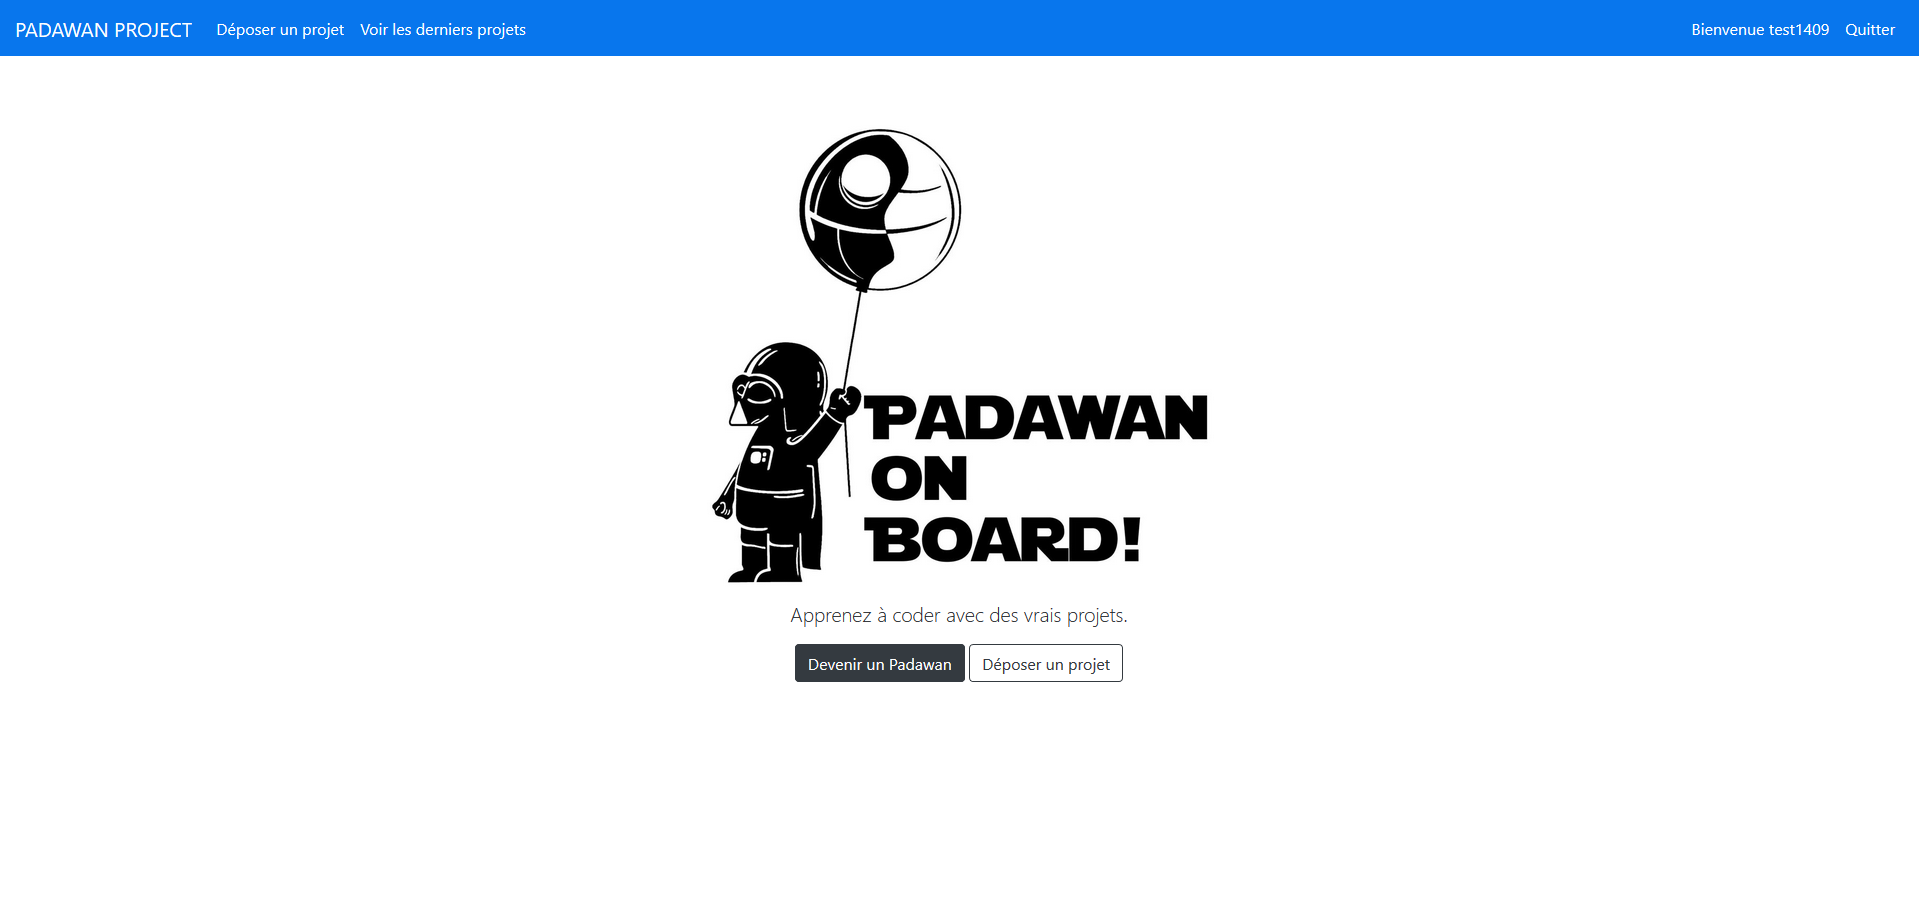 PADAWAN PROJECT Déposer un projet Voir les derniers projets Bienvenue test1409 Quitter
PADAWAN
ON
BOARD!
Apprenez à coder avec des vrais projets.
Devenir un Padawan Déposer un projet